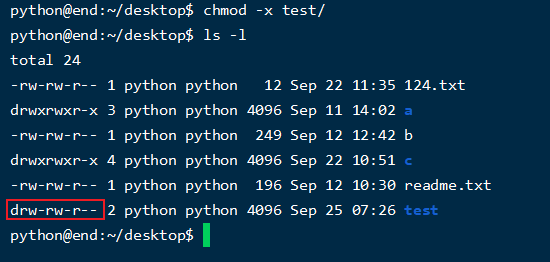 python@end:~/desktop$ chmod -x test/
python@end:~/desktop$ ls -l
total 24
-rw-rw-r-- 1 python python   12 Sep 22 11:35 124.txt
drwxrwxr-x 3 python python 4096 Sep 11 14:02 a
-rw-rw-r-- 1 python python  249 Sep 12 12:42 b
drwxrwxr-x 4 python python 4096 Sep 22 10:51 c
-rw-rw-r-- 1 python python  196 Sep 12 10:30 readme.txt
drw-rw-r-- 2 python python 4096 Sep 25 07:26 test
python@end:~/desktop$